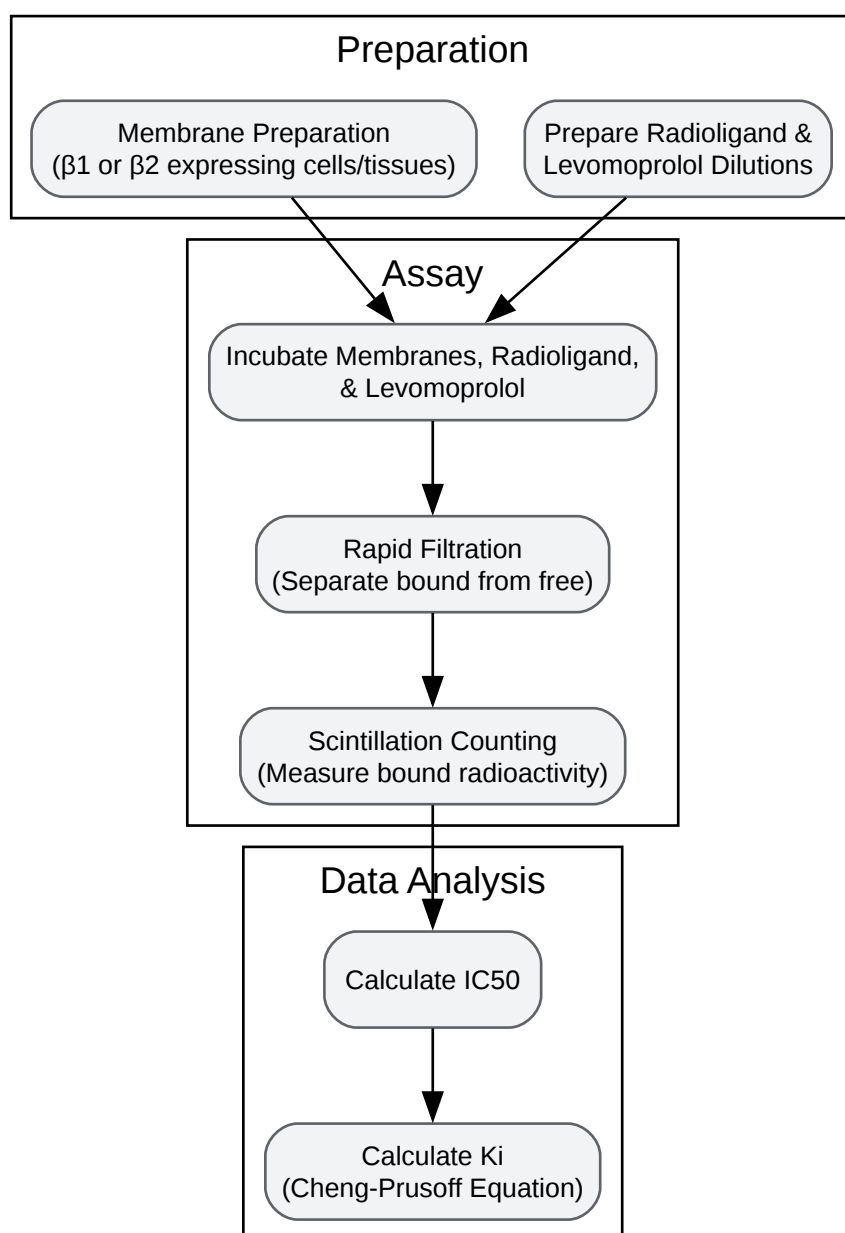 Preparation
Membrane Preparation
(β1 or β2 expressing cells/tissues)
Prepare Radioligand &
Levomoprolol Dilutions
Assay
Incubate Membranes, Radioligand,
& Levomoprolol
Rapid Filtration
(Separate bound from free)
Scintillation Counting
(Measure bound radioactivity)
Data Analysis
Calculate IC50
Calculate Ki
(Cheng-Prusoff Equation)